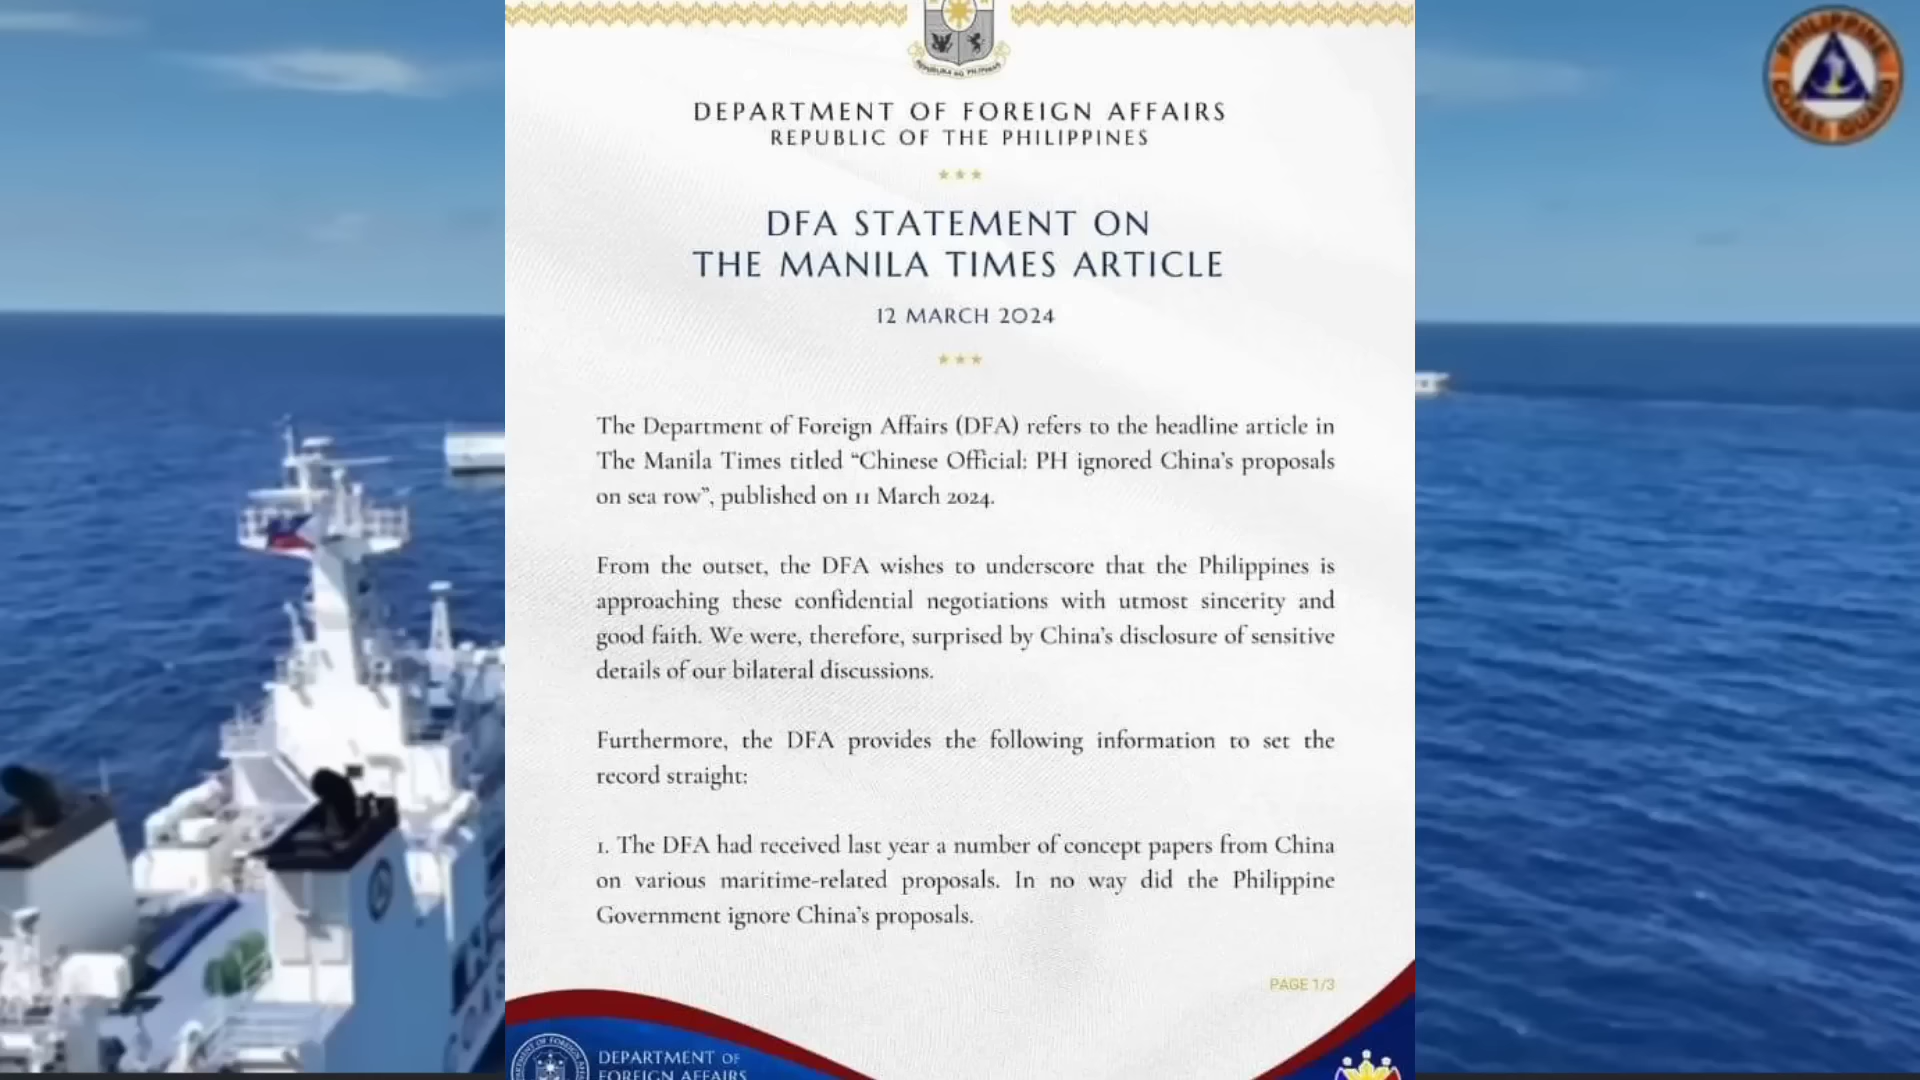 REPUBLIKA NG PILIPINAS
DEPARTMENT OF FOREIGN AFFAIRS
REPUBLIC OF THE PHILIPPINES
DFA STATEMENT ON
THE MANILA TIMES ARTICLE
12 MARCH 2024
The Department of Foreign Affairs (DFA) refers to the headline article in
The Manila Times titled “Chinese Official: PH ignored China’s proposals
on sea row”, published on 11 March 2024.
From the outset, the DFA wishes to underscore that the Philippines is
approaching these confidential negotiations with utmost sincerity and
good faith. We were, therefore, surprised by China’s disclosure of sensitive
details of our bilateral discussions.
Furthermore, the DFA provides the following information to set the
record straight:
1. The DFA had received last year a number of concept papers from China
on various maritime-related proposals. In no way did the Philippine
Government ignore China’s proposals.
PAGE 1/3
DEPARTMENT OF
FOREIGN AFFAIRS
PHILIPPINE
COAST GUARD